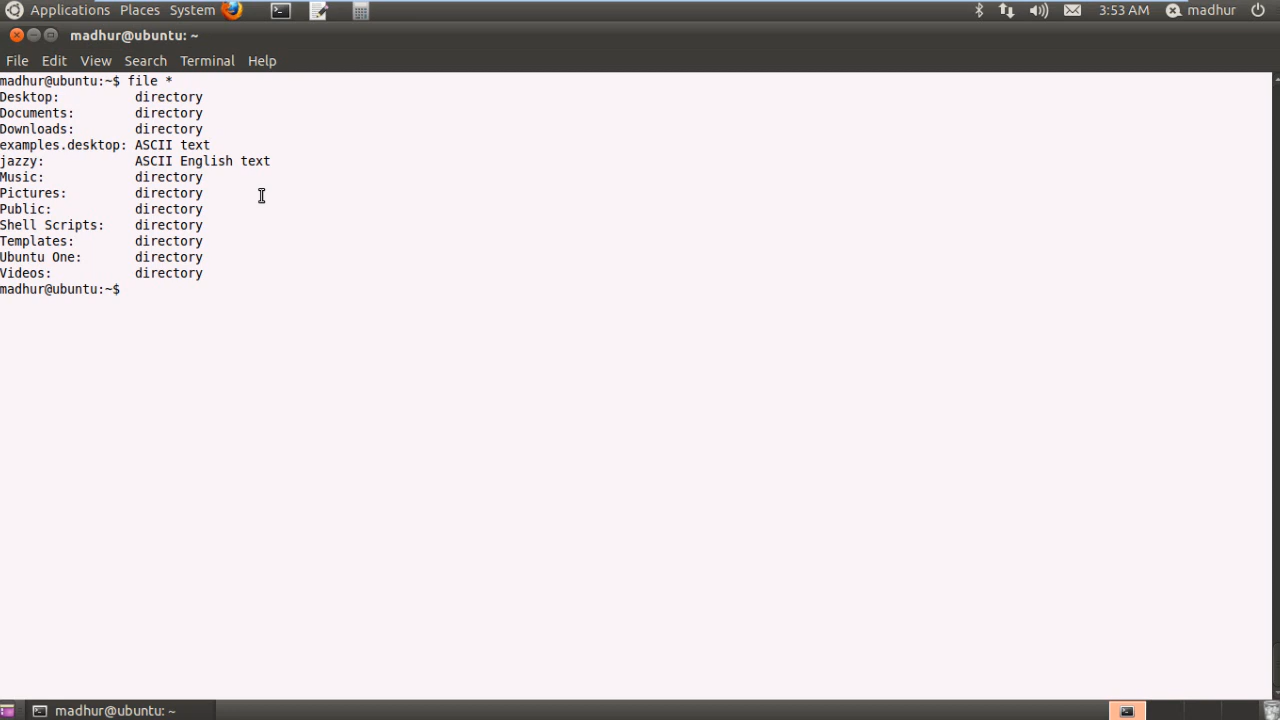 Applications Places System 3:53 AM madhur
madhur@ubuntu: ~
File Edit View Search Terminal Help
madhur@ubuntu:~$ file *
Desktop: directory
Documents: directory
Downloads: directory
examples.desktop: ASCII text
jazzy: ASCII English text
Music: directory
Pictures: directory
Public: directory
Shell Scripts: directory
Templates: directory
Ubuntu One: directory
Videos: directory
madhur@ubuntu:~$
madhur@ubuntu: ~